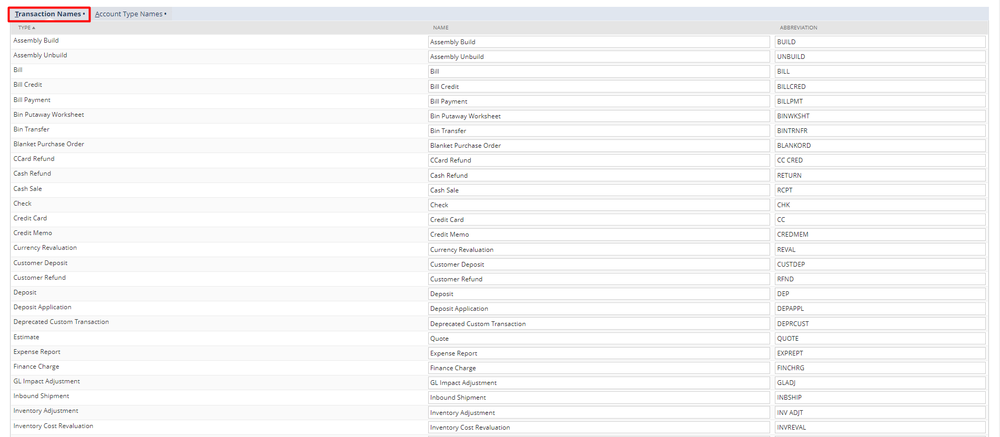 Transaction Names • Account Type Names •
TYPE ▲ NAME ABBREVIATION
Assembly Build Assembly Build BUILD
Assembly Unbuild Assembly Unbuild UNBUILD
Bill Bill BILL
Bill Credit Bill Credit BILLCRED
Bill Payment Bill Payment BILLPMT
Bin Putaway Worksheet Bin Putaway Worksheet BINWKSHT
Bin Transfer Bin Transfer BINTRNFR
Blanket Purchase Order Blanket Purchase Order BLANKORD
CCard Refund CCard Refund CC CRED
Cash Refund Cash Refund RETURN
Cash Sale Cash Sale RCPT
Check Check CHK
Credit Card Credit Card CC
Credit Memo Credit Memo CREDMEM
Currency Revaluation Currency Revaluation REVAL
Customer Deposit Customer Deposit CUSTDEP
Customer Refund Customer Refund RFND
Deposit Deposit DEP
Deposit Application Deposit Application DEPAPPL
Deprecated Custom Transaction Deprecated Custom Transaction DEPRCUST
Estimate Quote QUOTE
Expense Report Expense Report EXPREPT
Finance Charge Finance Charge FINCHRG
GL Impact Adjustment GL Impact Adjustment GLADJ
Inbound Shipment Inbound Shipment INBSHIP
Inventory Adjustment Inventory Adjustment INV ADJT
Inventory Cost Revaluation Inventory Cost Revaluation INVREVAL